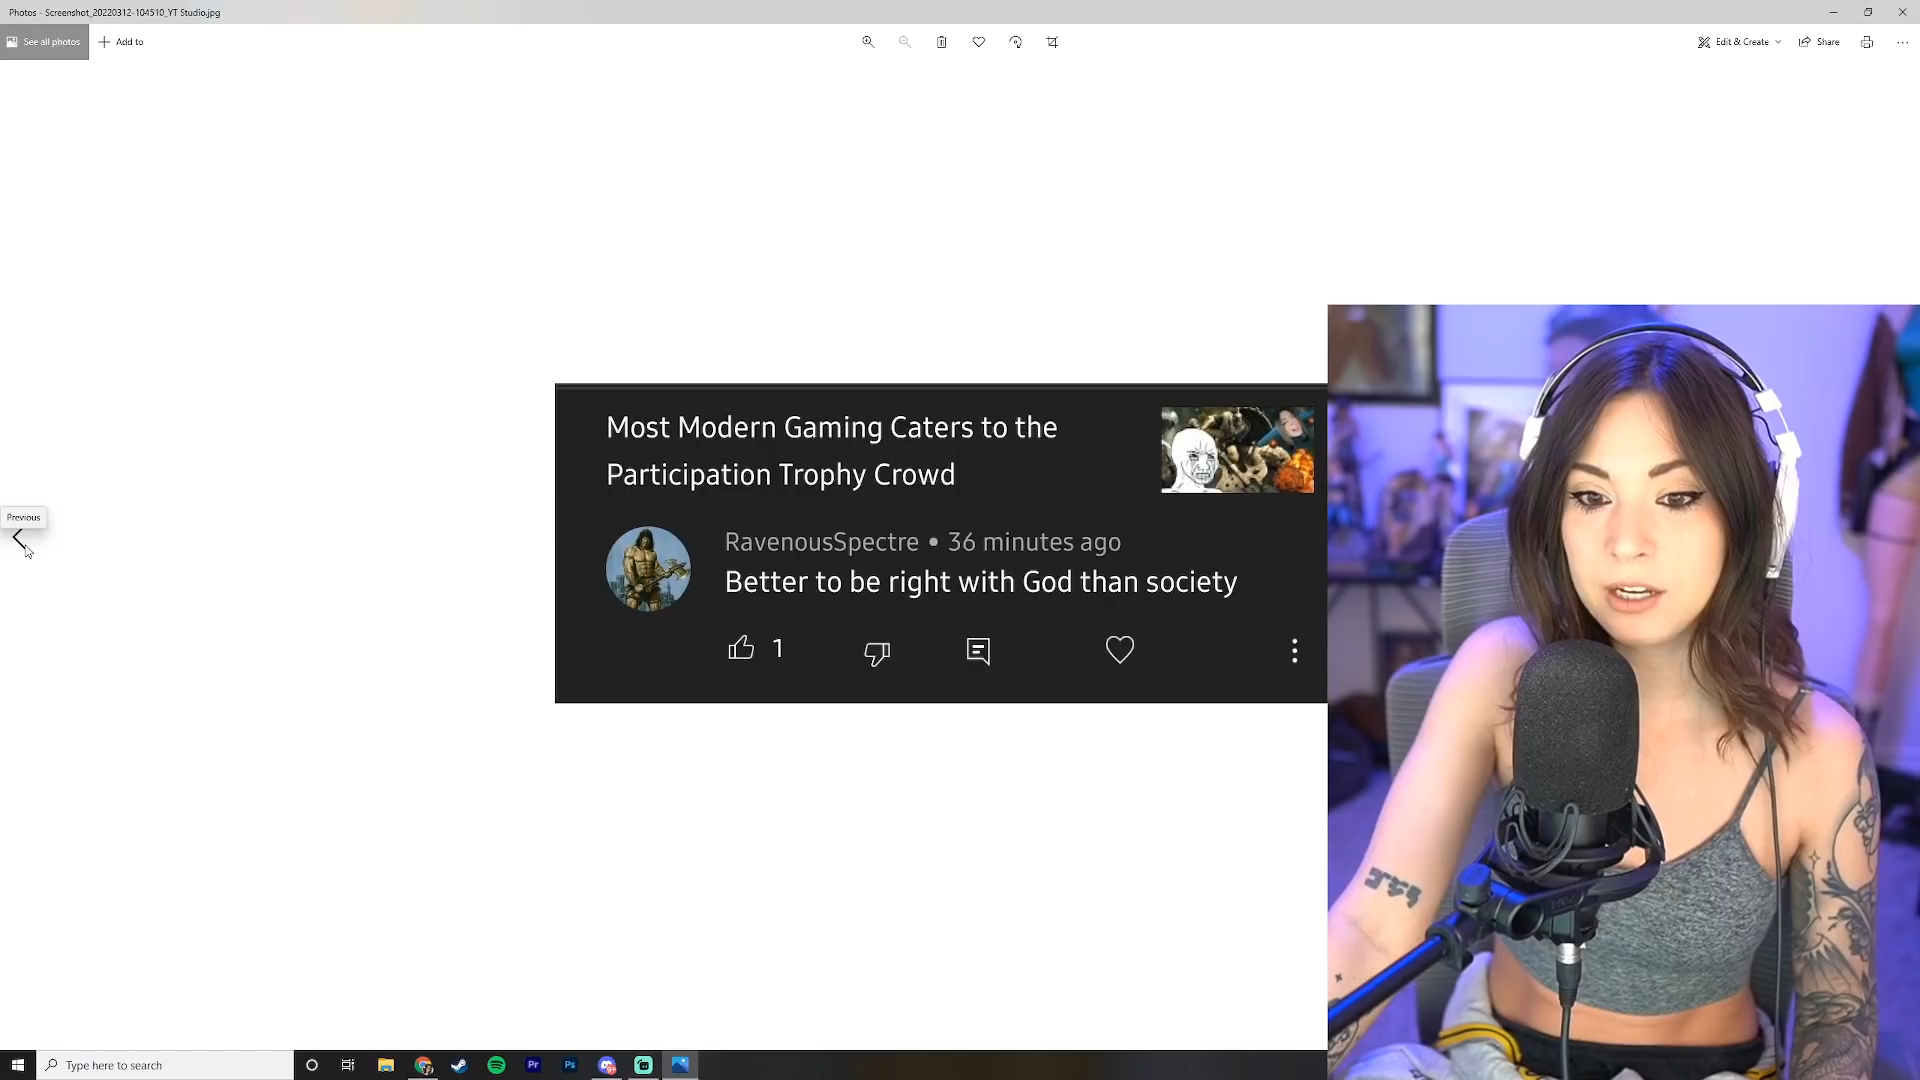 Photos - Screenshot_20220312-104510_YT Studio.jpg
See all photos
Add to
Edit & Create
Share
Most Modern Gaming Caters to the
Participation Trophy Crowd
Previous
RavenousSpectre • 36 minutes ago
Better to be right with God than society
1
Type here to search
Pr
Ps